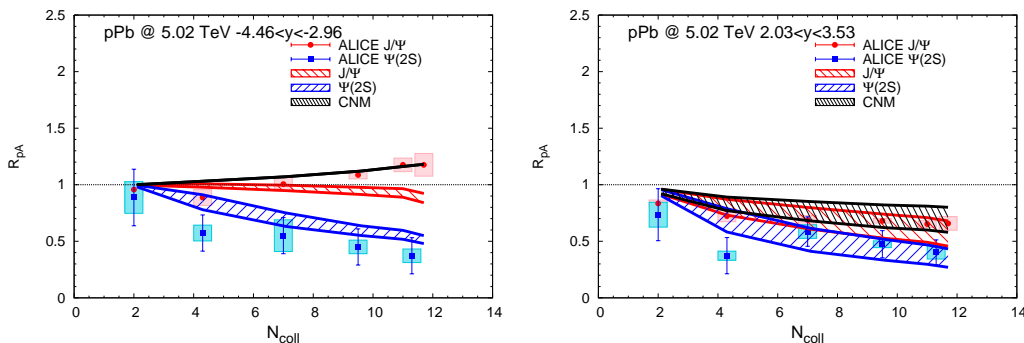 pPb @ 5.02 TeV -4.46<y<-2.96
ALICE J/Ψ
ALICE Ψ(2S)
J/Ψ
Ψ(2S)
CNM
R_pA
2.5
2
1.5
1
0.5
0
0 2 4 6 8 10 12 14
N_coll
pPb @ 5.02 TeV 2.03<y<3.53
ALICE J/Ψ
ALICE Ψ(2S)
J/Ψ
Ψ(2S)
CNM
R_pA
2.5
2
1.5
1
0.5
0
0 2 4 6 8 10 12 14
N_coll